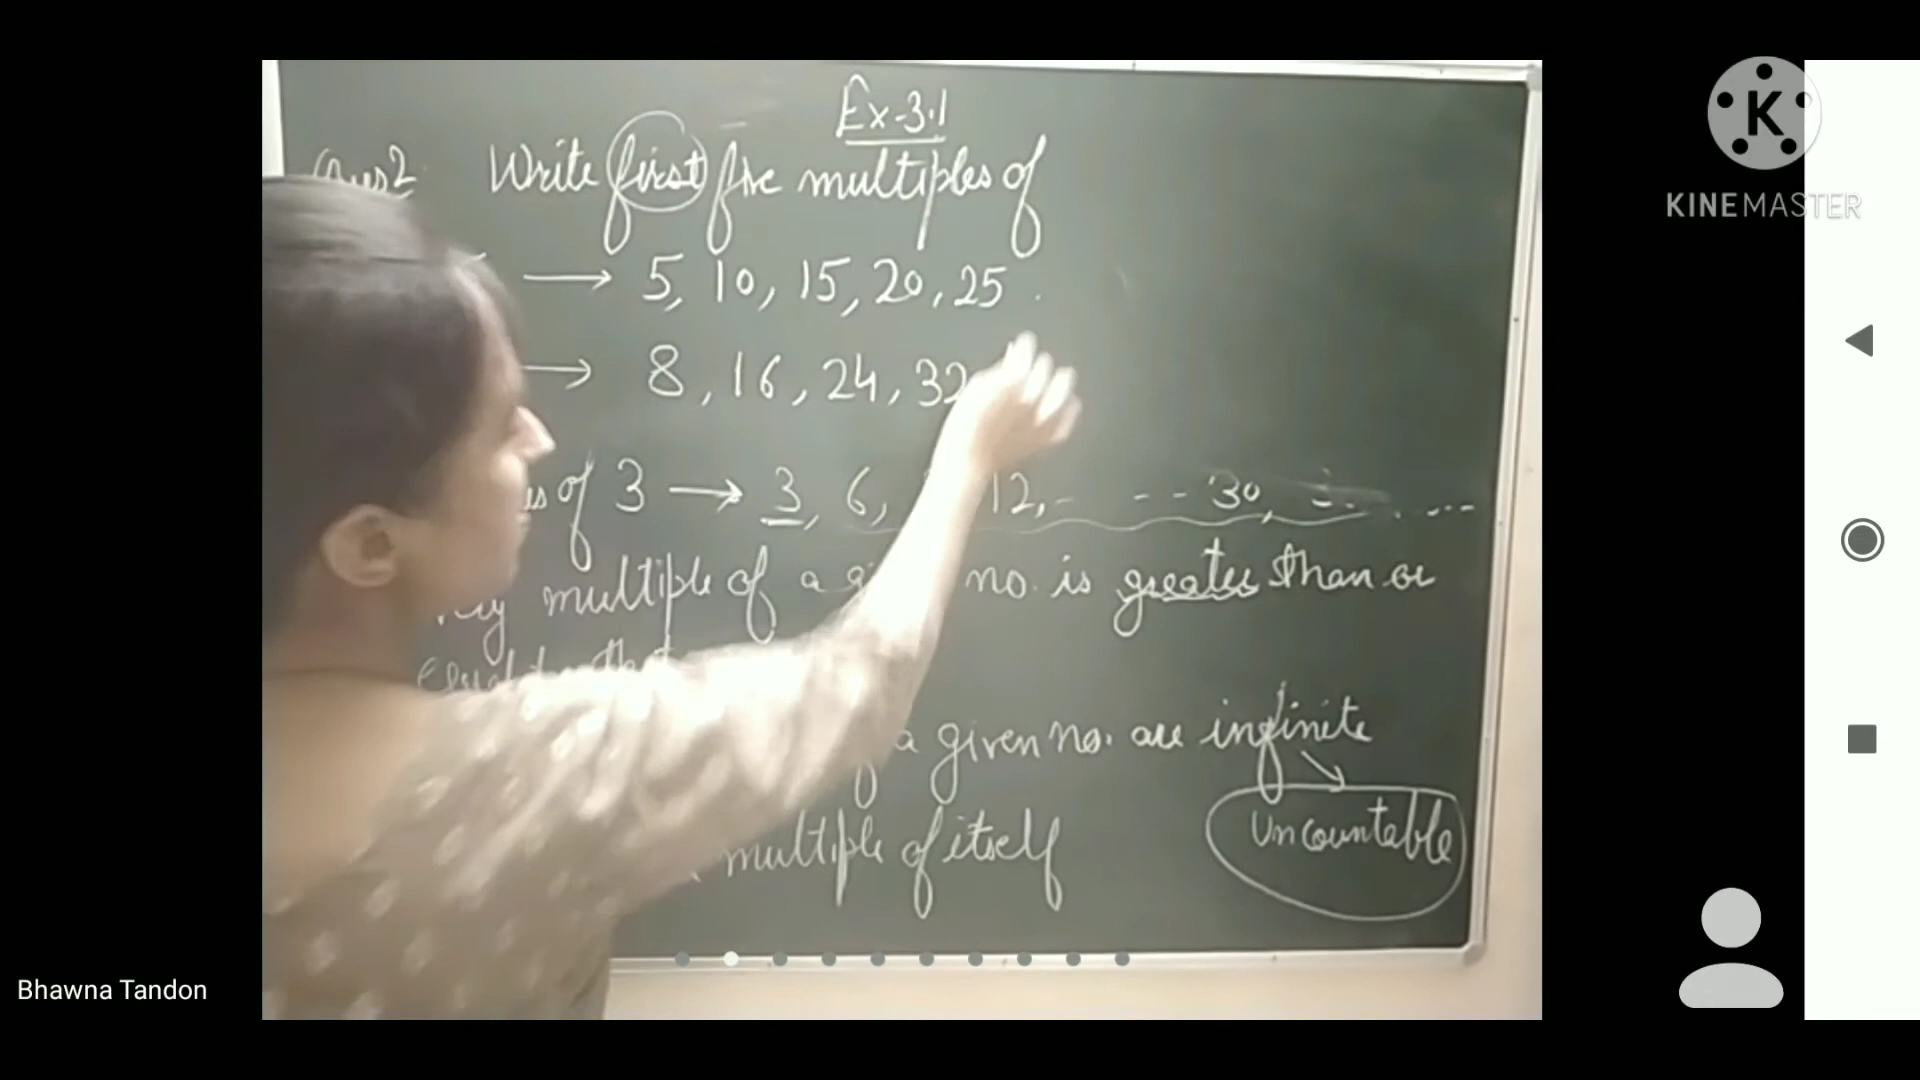 Ex-3.1
Ques2 Write first five multiples of
→ 5, 10, 15, 20, 25
→ 8, 16, 24, 32
of 3 → 3, 6, 12, - - - 30, ...
multiple of a no. is greater than or
a given no. are infinite
Uncountable
multiple of itself
KINEMASTER
Bhawna Tandon